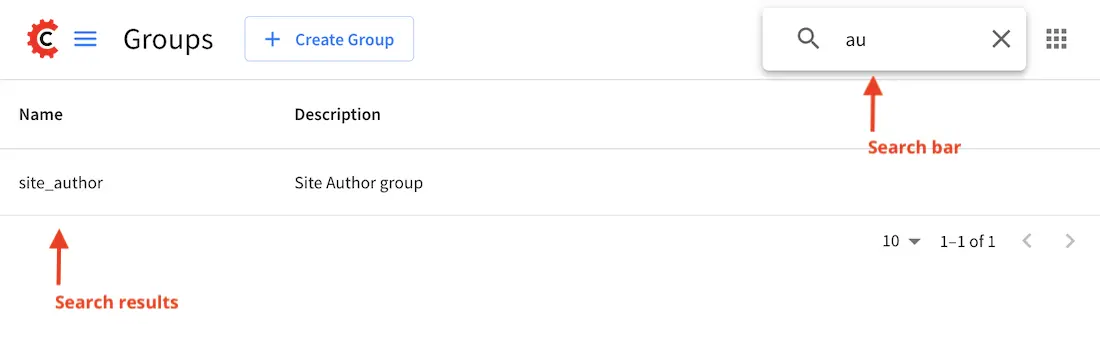 C Groups + Create Group au
Search bar
Name Description
site_author Site Author group
10 1–1 of 1
Search results